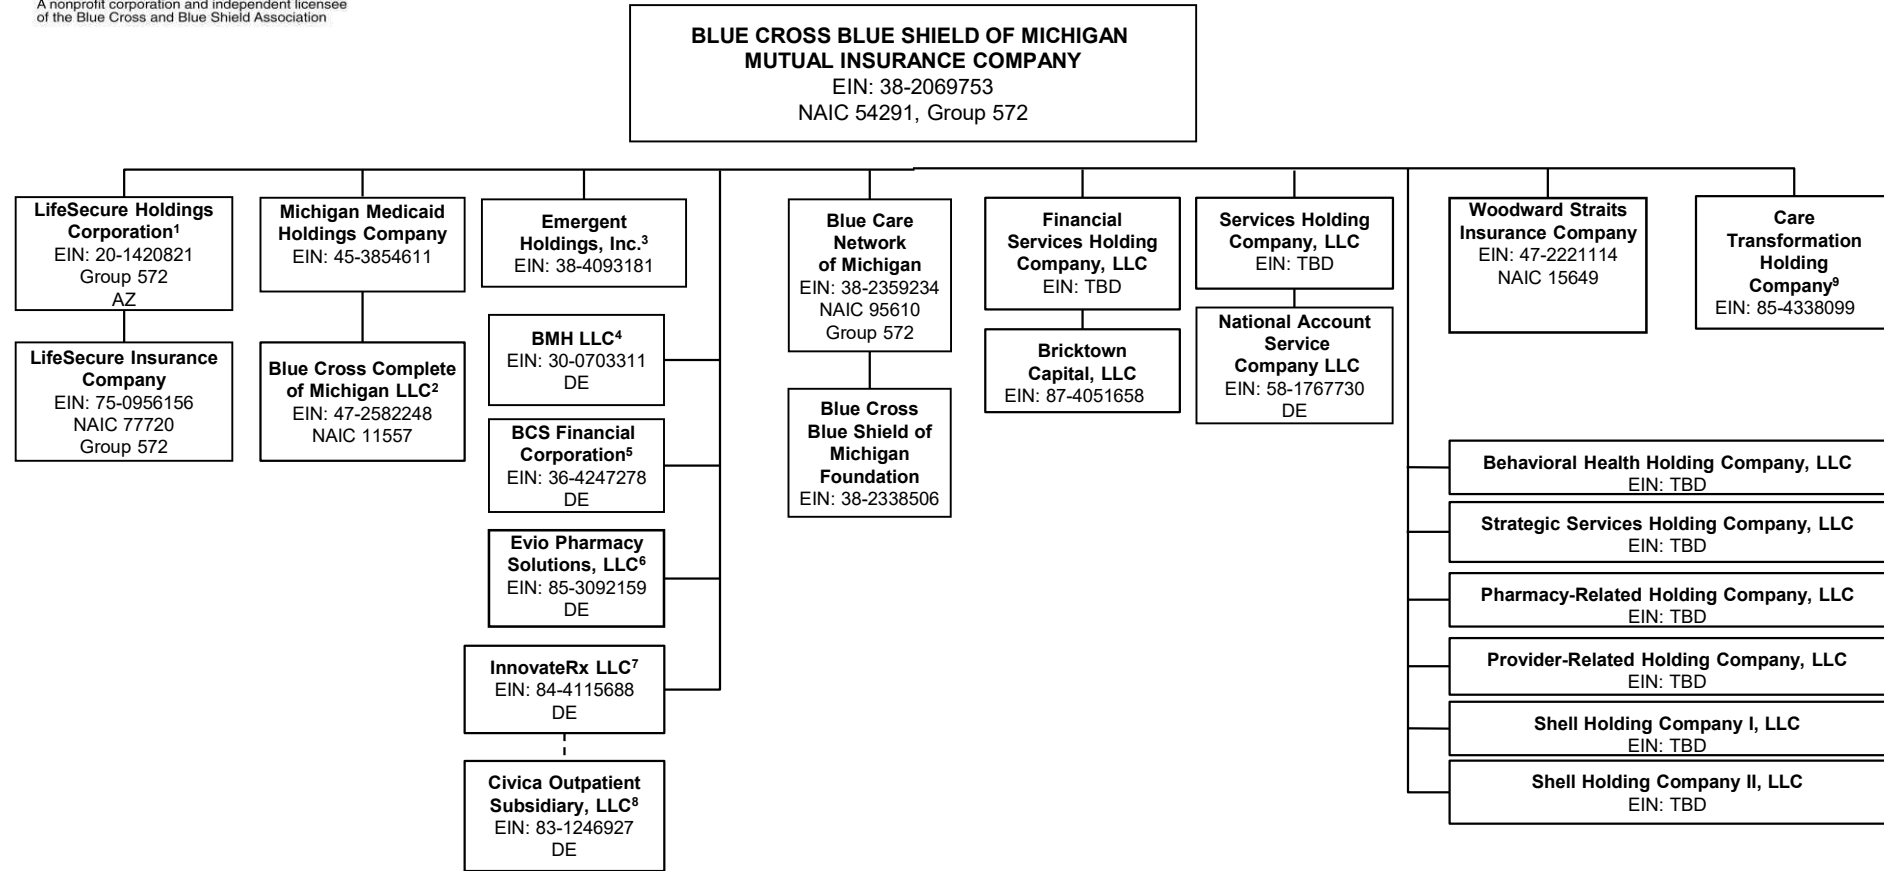 A nonprofit corporation and independent licensee
of the Blue Cross and Blue Shield Association
BLUE CROSS BLUE SHIELD OF MICHIGAN
MUTUAL INSURANCE COMPANY
EIN: 38-2069753
NAIC 54291, Group 572
LifeSecure Holdings
Corporation¹
EIN: 20-1420821
Group 572
AZ
LifeSecure Insurance
Company
EIN: 75-0956156
NAIC 77720
Group 572
Michigan Medicaid
Holdings Company
EIN: 45-3854611
Blue Cross Complete
of Michigan LLC²
EIN: 47-2582248
NAIC 11557
Emergent
Holdings, Inc.³
EIN: 38-4093181
BMH LLC⁴
EIN: 30-0703311
DE
BCS Financial
Corporation⁵
EIN: 36-4247278
DE
Evio Pharmacy
Solutions, LLC⁶
EIN: 85-3092159
DE
InnovateRx LLC⁷
EIN: 84-4115688
DE
Civica Outpatient
Subsidiary, LLC⁸
EIN: 83-1246927
DE
Blue Care
Network
of Michigan
EIN: 38-2359234
NAIC 95610
Group 572
Blue Cross
Blue Shield of
Michigan
Foundation
EIN: 38-2338506
Financial
Services Holding
Company, LLC
EIN: TBD
Bricktown
Capital, LLC
EIN: 87-4051658
Services Holding
Company, LLC
EIN: TBD
National Account
Service
Company LLC
EIN: 58-1767730
DE
Woodward Straits
Insurance Company
EIN: 47-2221114
NAIC 15649
Care
Transformation
Holding
Company⁹
EIN: 85-4338099
Behavioral Health Holding Company, LLC
EIN: TBD
Strategic Services Holding Company, LLC
EIN: TBD
Pharmacy-Related Holding Company, LLC
EIN: TBD
Provider-Related Holding Company, LLC
EIN: TBD
Shell Holding Company I, LLC
EIN: TBD
Shell Holding Company II, LLC
EIN: TBD